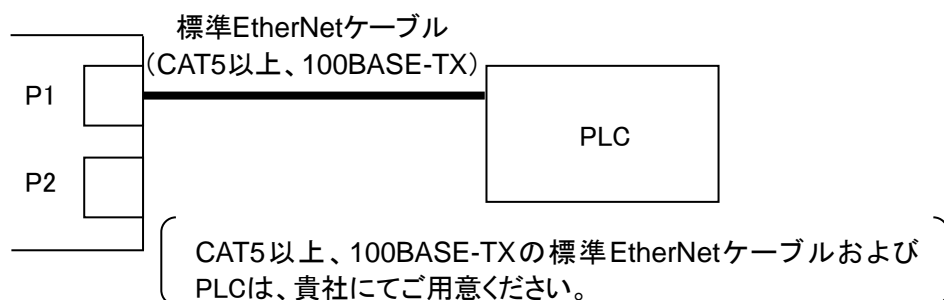 標準EtherNetケーブル
（CAT5以上、100BASE-TX）
P1
PLC
P2
CAT5以上、100BASE-TXの標準EtherNetケーブルおよび
PLCは、貴社にてご用意ください。